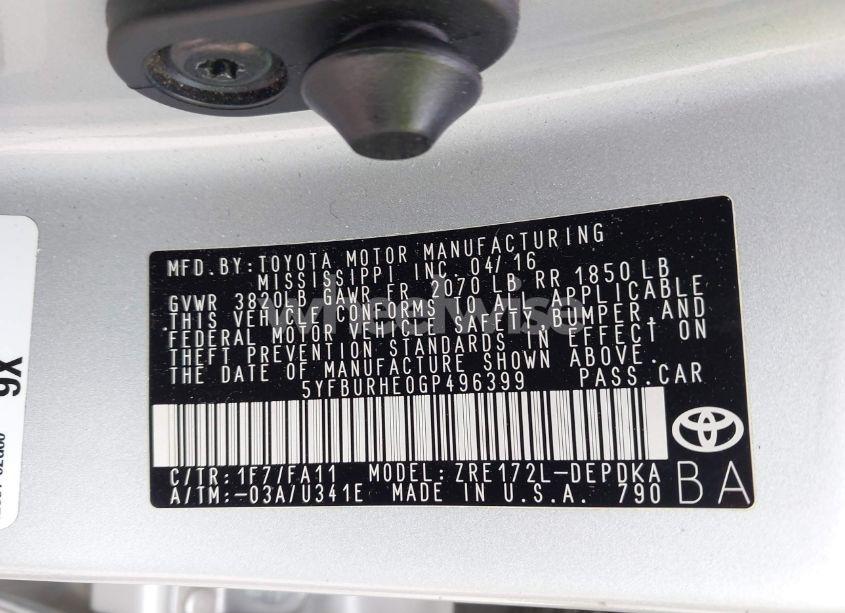 MFD.BY:TOYOTA MOTOR MANUFACTURING
MISSISSIPPI INC. 04/16
GVWR 3820LB GAWR FR 2070 LB RR 1850 LB
THIS VEHICLE CONFORMS TO ALL APPLICABLE
FEDERAL MOTOR VEHICLE SAFETY,BUMPER,AND
THEFT PREVENTION STANDARDS IN EFFECT ON
THE DATE OF MANUFACTURE SHOWN ABOVE.
5YFBURHE0GP496399 PASS.CAR
C/TR:1F7/FA11 MODEL:ZRE172L-DEPDKA
A/TM:-03A/U341E MADE IN U.S.A. 790
BA
9X